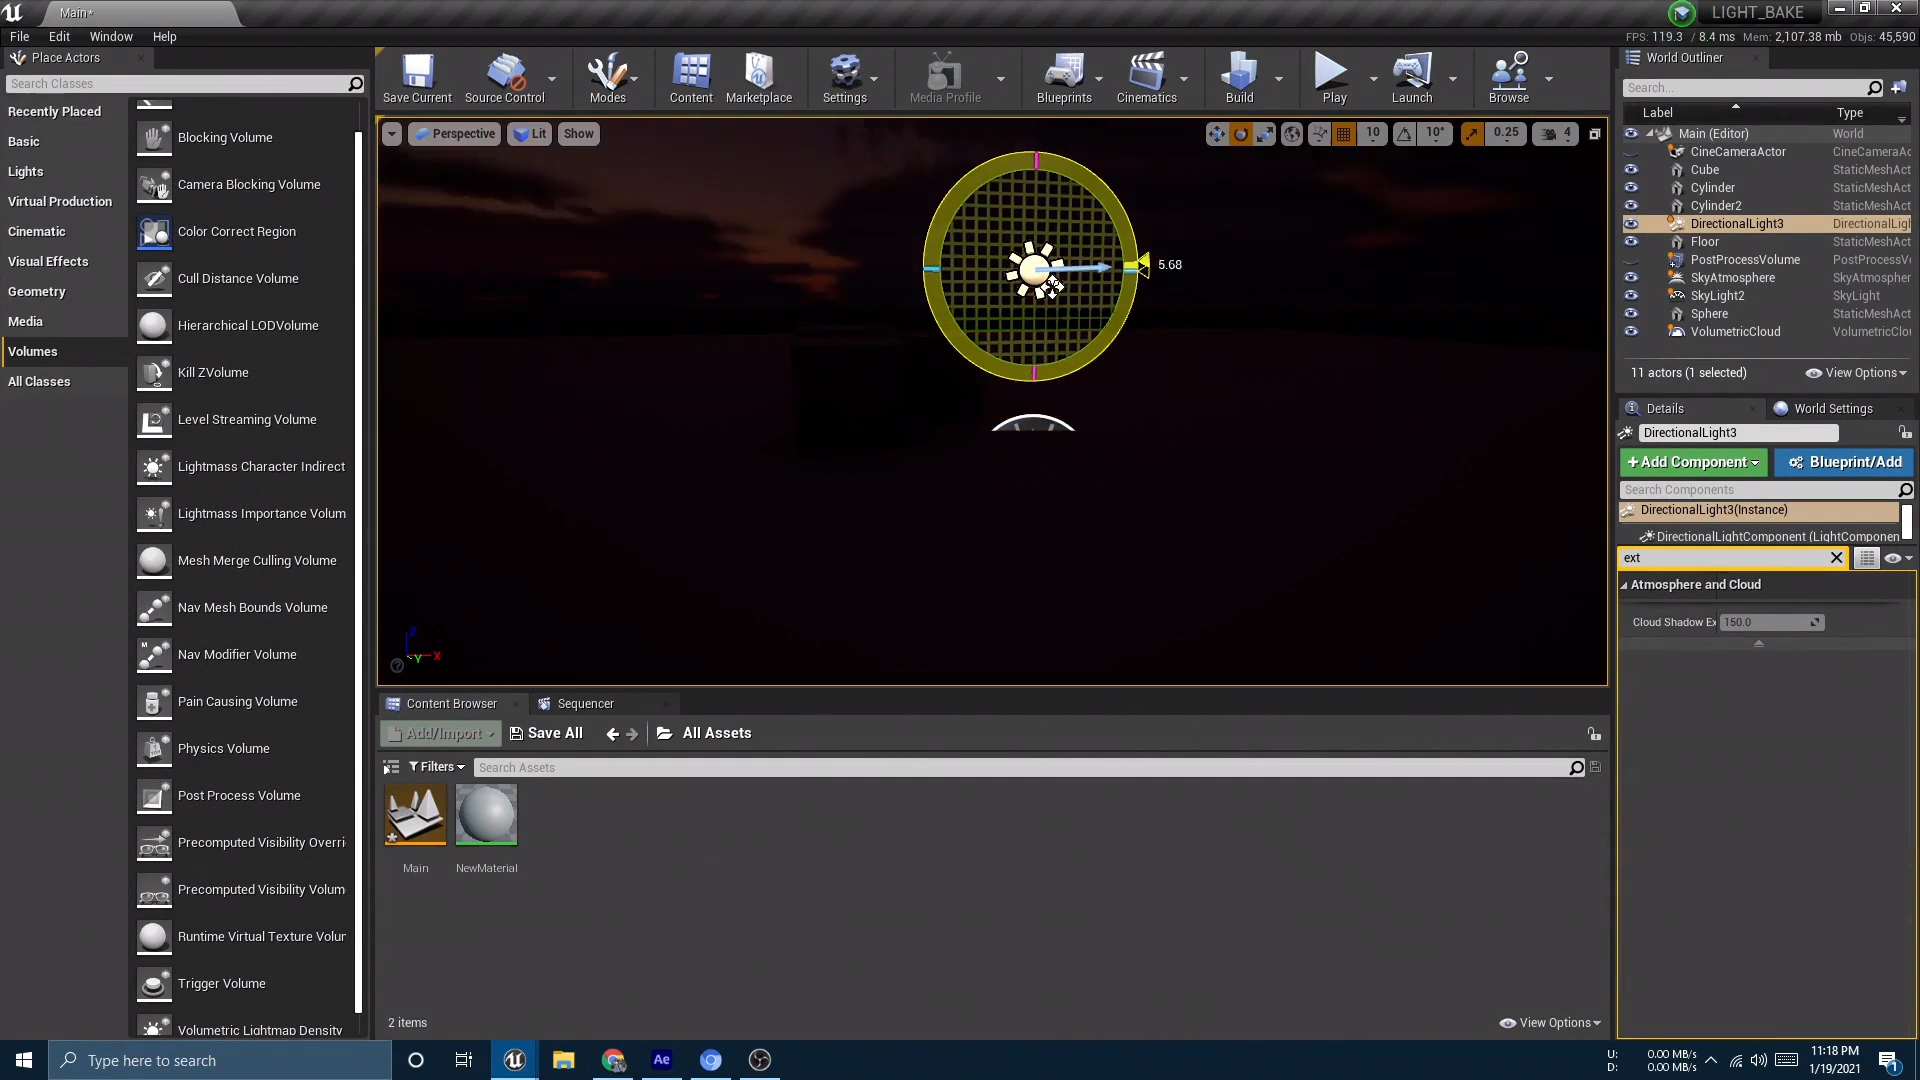 Main*
LIGHT_BAKE
File Edit Window Help
FPS: 119.3 / 8.4 ms Mem: 2,107.38 mb Objs: 45,590
Place Actors
Search Classes
Recently Placed
Basic
Lights
Virtual Production
Cinematic
Visual Effects
Geometry
Media
Volumes
All Classes
Blocking Volume
Camera Blocking Volume
Color Correct Region
Cull Distance Volume
Hierarchical LODVolume
Kill ZVolume
Level Streaming Volume
Lightmass Character Indirect
Lightmass Importance Volum
Mesh Merge Culling Volume
Nav Mesh Bounds Volume
Nav Modifier Volume
Pain Causing Volume
Physics Volume
Post Process Volume
Precomputed Visibility Overri
Precomputed Visibility Volum
Runtime Virtual Texture Volur
Trigger Volume
Volumetric Lightmap Density
Save Current
Source Control
Modes
Content
Marketplace
Settings
Media Profile
Blueprints
Cinematics
Build
Play
Launch
Browse
Perspective Lit Show
10 10° 0.25 4
5.68
Z
X
Y
Content Browser
Sequencer
Add/Import
Save All
All Assets
Filters
Search Assets
Main
NewMaterial
2 items
View Options
World Outliner
Search...
Label Type
Main (Editor) World
CineCameraActor CineCameraAc
Cube StaticMeshAct
Cylinder StaticMeshAct
Cylinder2 StaticMeshAct
DirectionalLight3 DirectionalLigh
Floor StaticMeshAct
PostProcessVolume PostProcessVo
SkyAtmosphere SkyAtmospher
SkyLight2 SkyLight
Sphere StaticMeshAct
VolumetricCloud VolumetricClou
11 actors (1 selected)
View Options
Details
World Settings
DirectionalLight3
+Add Component
Blueprint/Add
Search Components
DirectionalLight3(Instance)
DirectionalLightComponent (LightComponen
ext
Atmosphere and Cloud
Cloud Shadow Ex 150.0
Type here to search
Ae
U: 0.00 MB/s
D: 0.00 MB/s
11:18 PM
1/19/2021
1